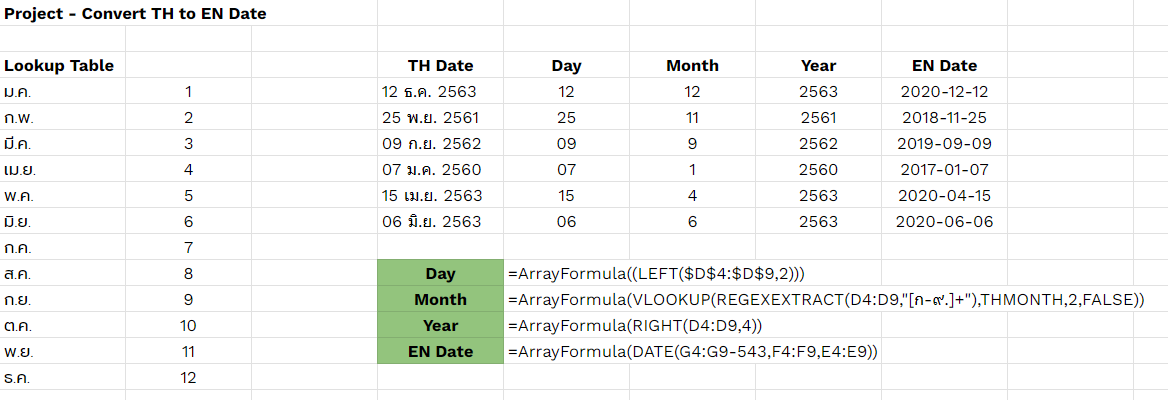 Project - Convert TH to EN Date
Lookup Table TH Date Day Month Year EN Date
ม.ค. 1 12 ธ.ค. 2563 12 12 2563 2020-12-12
ก.พ. 2 25 พ.ย. 2561 25 11 2561 2018-11-25
มี.ค. 3 09 ก.ย. 2562 09 9 2562 2019-09-09
เม.ย. 4 07 ม.ค. 2560 07 1 2560 2017-01-07
พ.ค. 5 15 เม.ย. 2563 15 4 2563 2020-04-15
มิ.ย. 6 06 มิ.ย. 2563 06 6 2563 2020-06-06
ก.ค. 7
ส.ค. 8 Day =ArrayFormula((LEFT($D$4:$D$9,2)))
ก.ย. 9 Month =ArrayFormula(VLOOKUP(REGEXEXTRACT(D4:D9,"[ก-๙.]+"),THMONTH,2,FALSE))
ต.ค. 10 Year =ArrayFormula(RIGHT(D4:D9,4))
พ.ย. 11 EN Date =ArrayFormula(DATE(G4:G9-543,F4:F9,E4:E9))
ธ.ค. 12